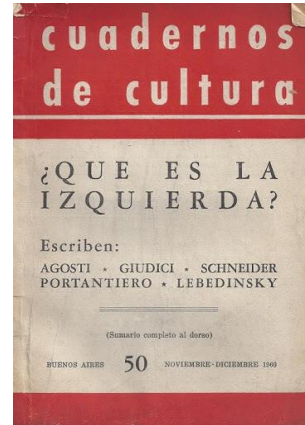 cuadernos
de cultura
¿QUE ES LA
IZQUIERDA?
Escriben:
AGOSTI ★ GIUDICI ★ SCHNEIDER
PORTANTIERO ★ LEBEDINSKY
(Sumario completo al dorso)
BUENOS AIRES 50 NOVIEMBRE-DICIEMBRE 1960